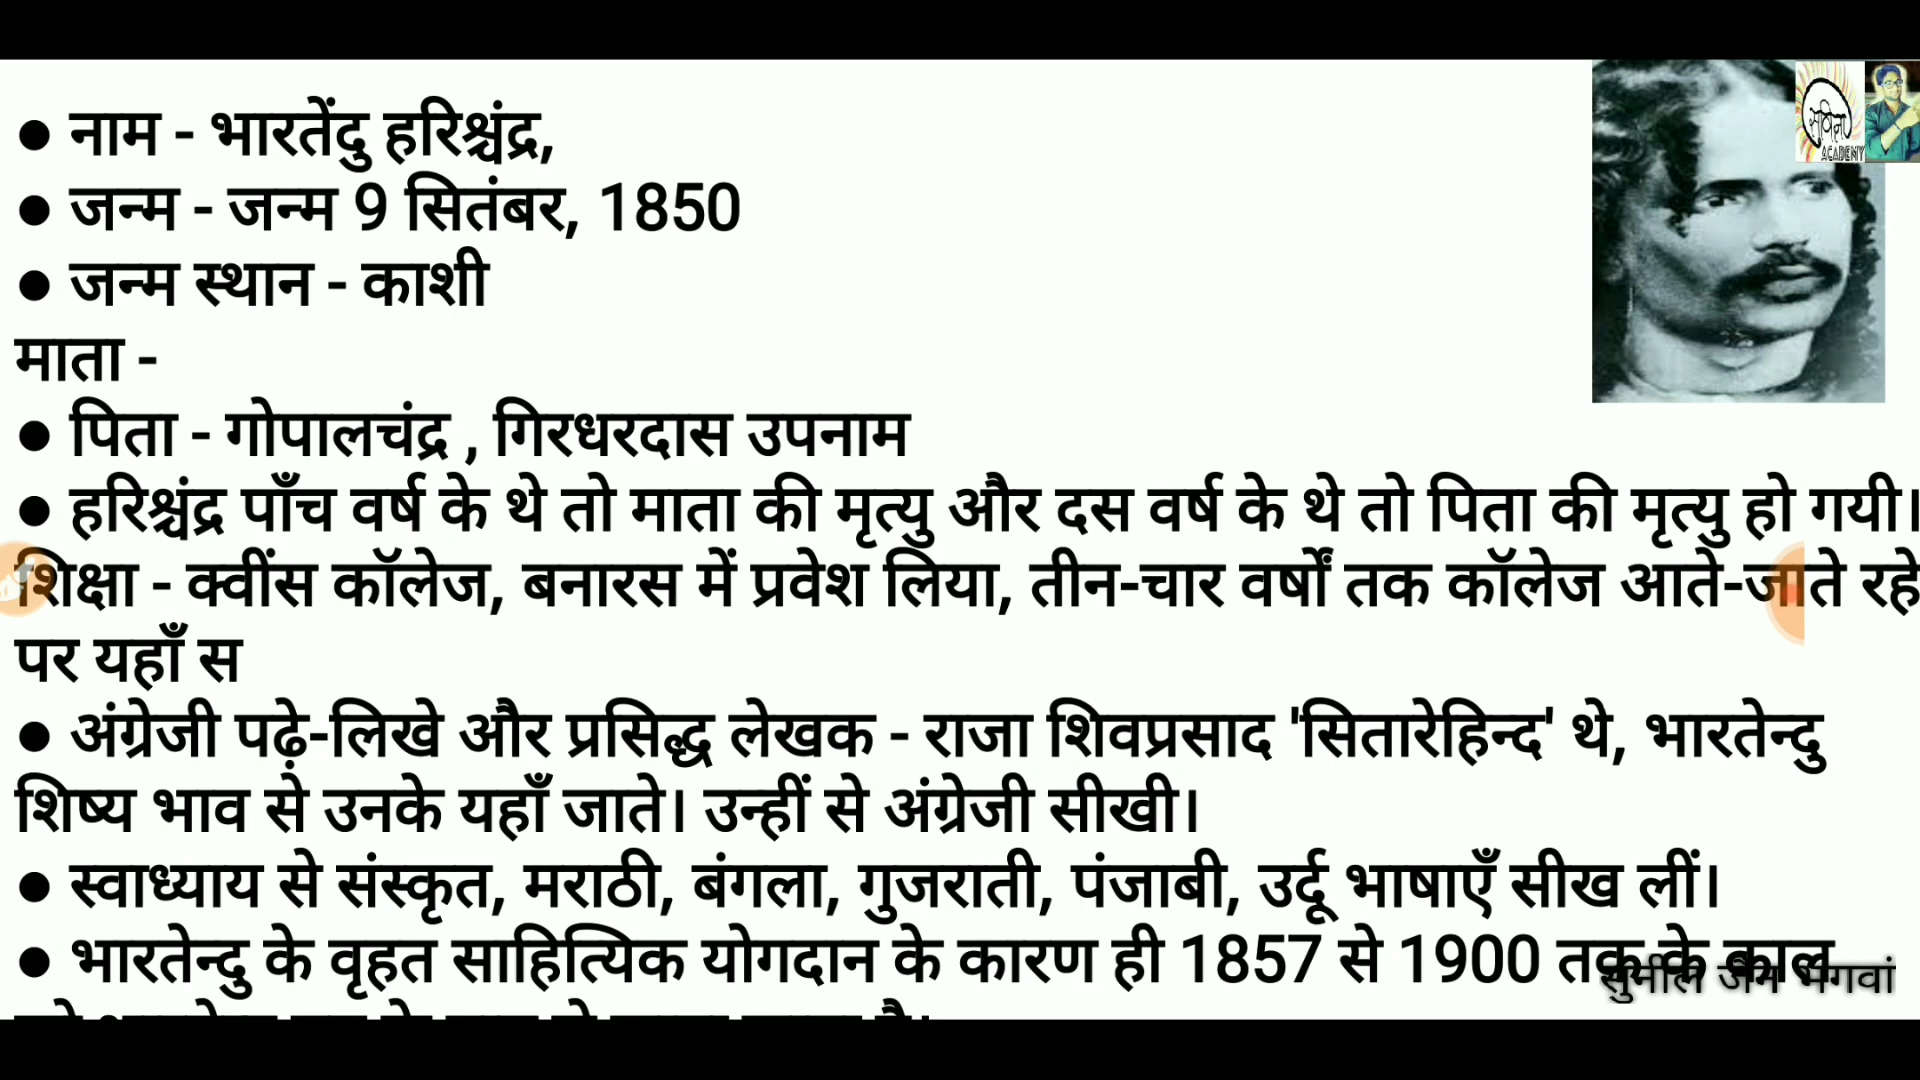 ● नाम - भारतेंदु हरिश्चंद्र,
● जन्म - जन्म 9 सितंबर, 1850
● जन्म स्थान - काशी
माता -
● पिता - गोपालचंद्र , गिरधरदास उपनाम
● हरिश्चंद्र पाँच वर्ष के थे तो माता की मृत्यु और दस वर्ष के थे तो पिता की मृत्यु हो गयी।
शिक्षा - क्वींस कॉलेज, बनारस में प्रवेश लिया, तीन-चार वर्षों तक कॉलेज आते-जाते रहे
पर यहाँ स
● अंग्रेजी पढ़े-लिखे और प्रसिद्ध लेखक - राजा शिवप्रसाद 'सितारेहिन्द' थे, भारतेन्दु
शिष्य भाव से उनके यहाँ जाते। उन्हीं से अंग्रेजी सीखी।
● स्वाध्याय से संस्कृत, मराठी, बंगला, गुजराती, पंजाबी, उर्दू भाषाएँ सीख लीं।
● भारतेन्दु के वृहत साहित्यिक योगदान के कारण ही 1857 से 1900 तक के काल
सुनील जैन भगवां
ACADEMY